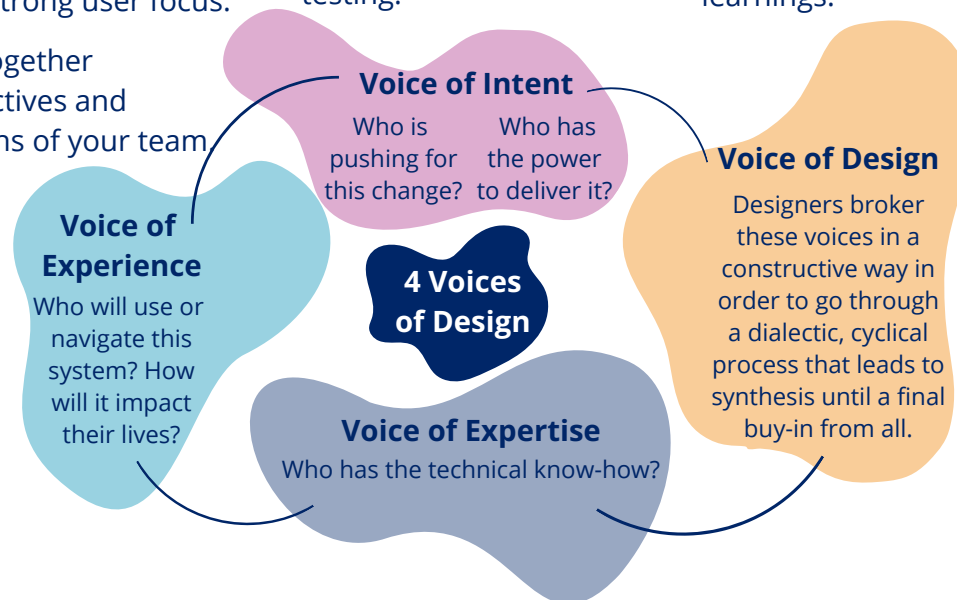 strong user focus.
testing.
learnings.
together
ctives and
ns of your team.
Voice of Intent
Who is
pushing for
this change?
Who has
the power
to deliver it?
Voice of Design
Designers broker
these voices in a
constructive way in
order to go through
a dialectic, cyclical
process that leads to
synthesis until a final
buy-in from all.
Voice of
Experience
Who will use or
navigate this
system? How
will it impact
their lives?
4 Voices
of Design
Voice of Expertise
Who has the technical know-how?